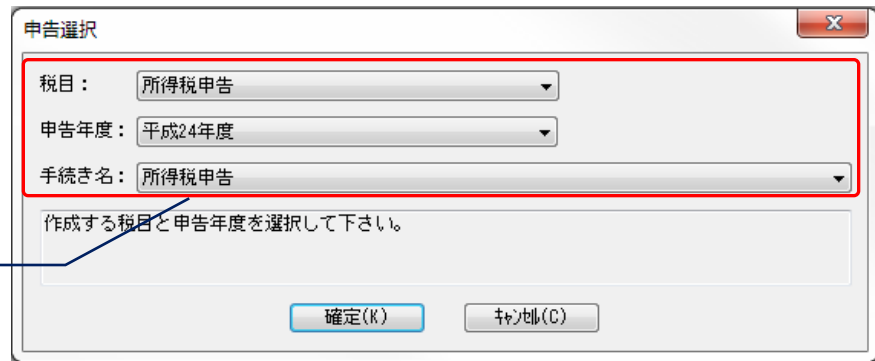 申告選択
税目： 所得税申告
申告年度： 平成24年度
手続き名： 所得税申告
作成する税目と申告年度を選択して下さい。
確定(K) ｷｬﾝｾﾙ(C)